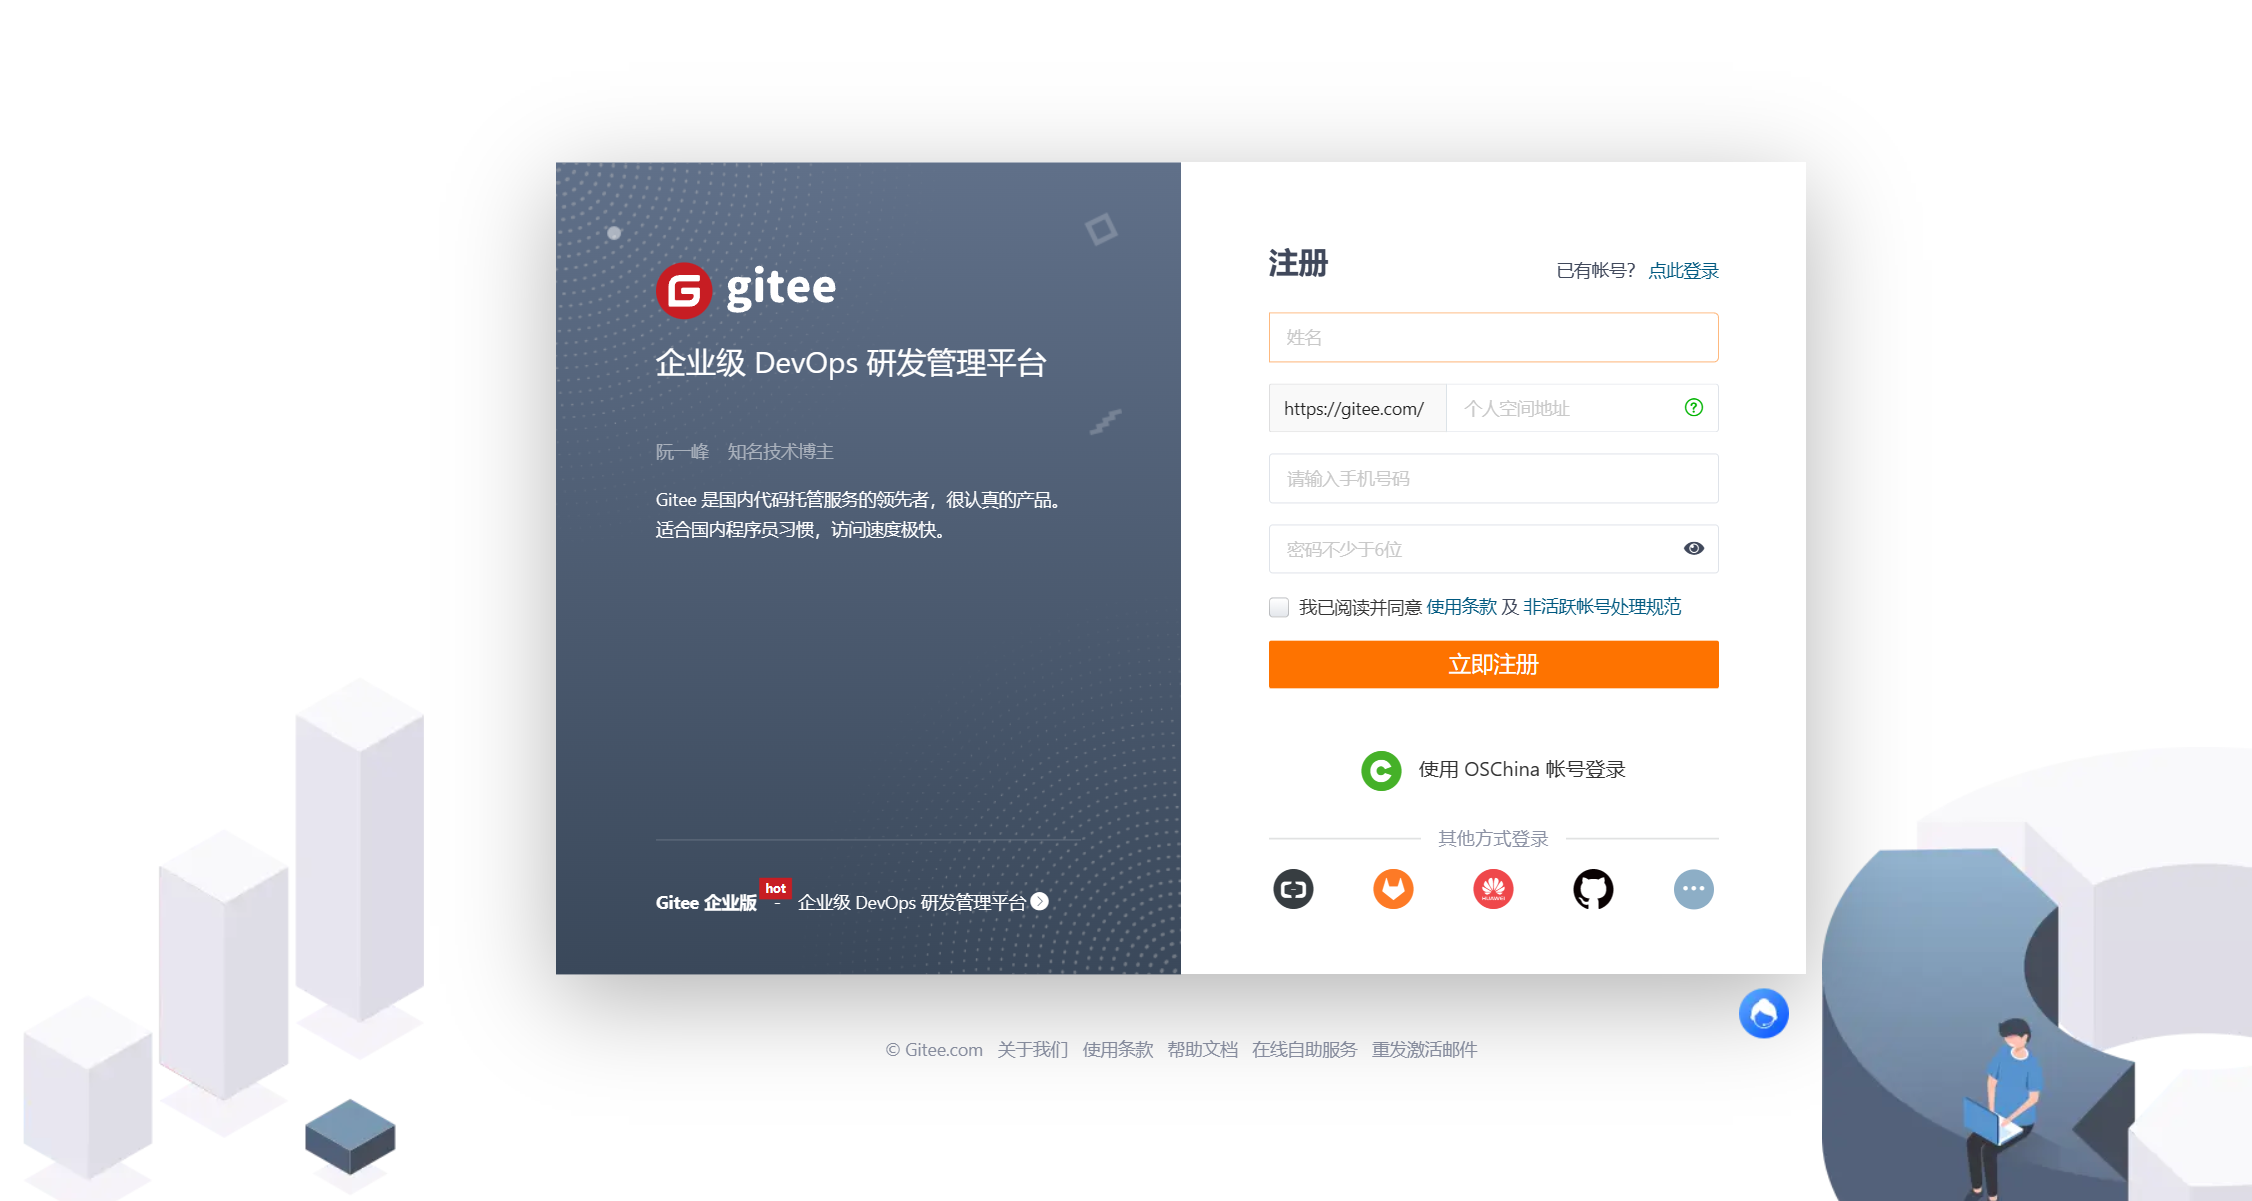 gitee
企业级 DevOps 研发管理平台
阮一峰 知名技术博主
Gitee 是国内代码托管服务的领先者，很认真的产品。
适合国内程序员习惯，访问速度极快。
Gitee 企业版 hot - 企业级 DevOps 研发管理平台
注册
已有帐号？ 点此登录
姓名
https://gitee.com/ 个人空间地址
请输入手机号码
密码不少于6位
我已阅读并同意 使用条款 及 非活跃帐号处理规范
立即注册
使用 OSChina 帐号登录
其他方式登录
HUAWEI
© Gitee.com 关于我们 使用条款 帮助文档 在线自助服务 重发激活邮件